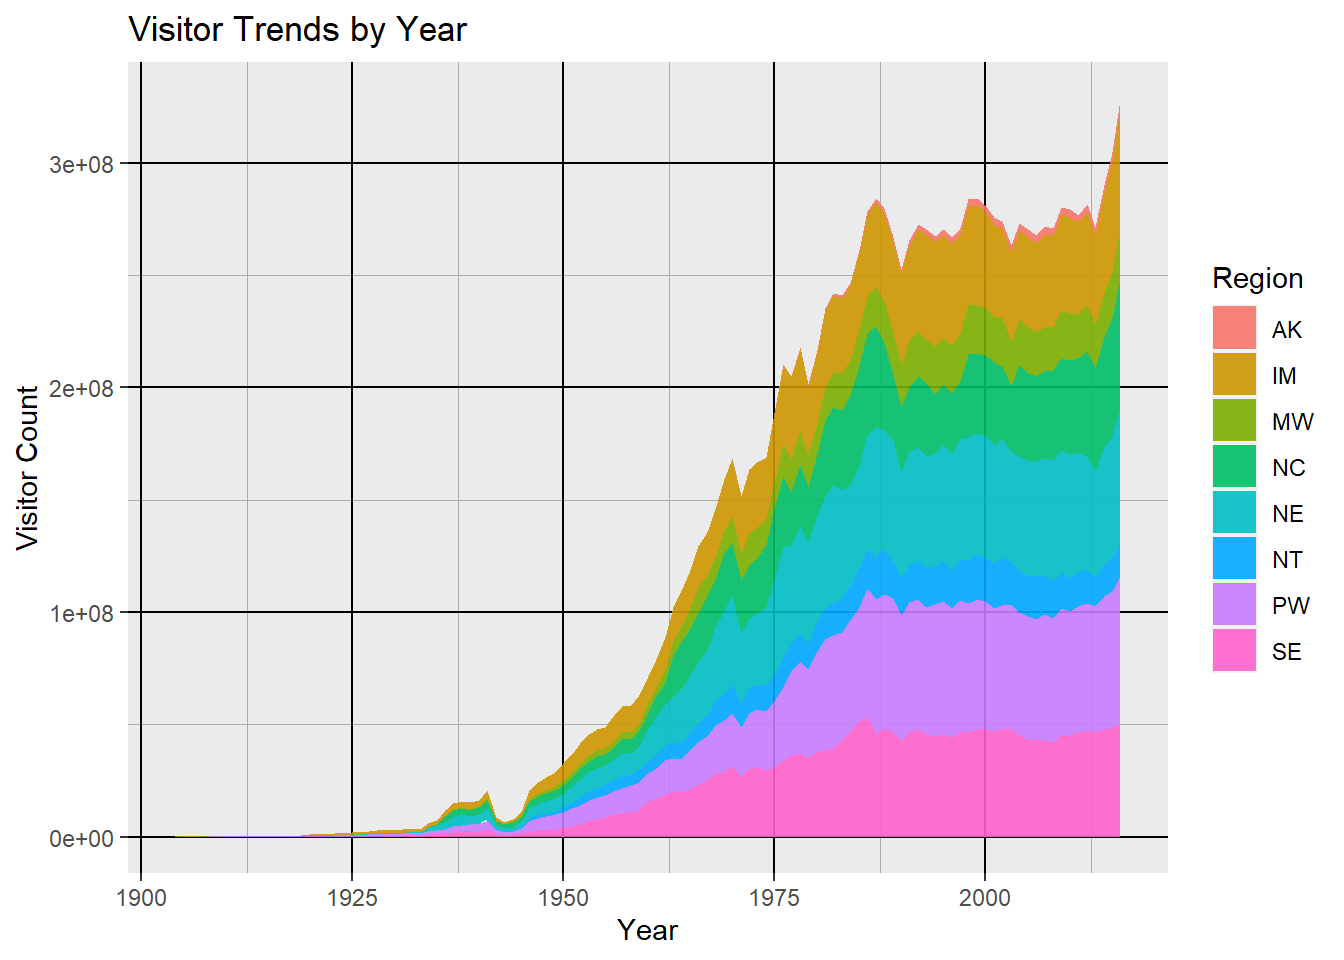 Visitor Trends by Year
Visitor Count
3e+08
2e+08
1e+08
0e+00
1900 1925 1950 1975 2000
Year
Region
AK
IM
MW
NC
NE
NT
PW
SE